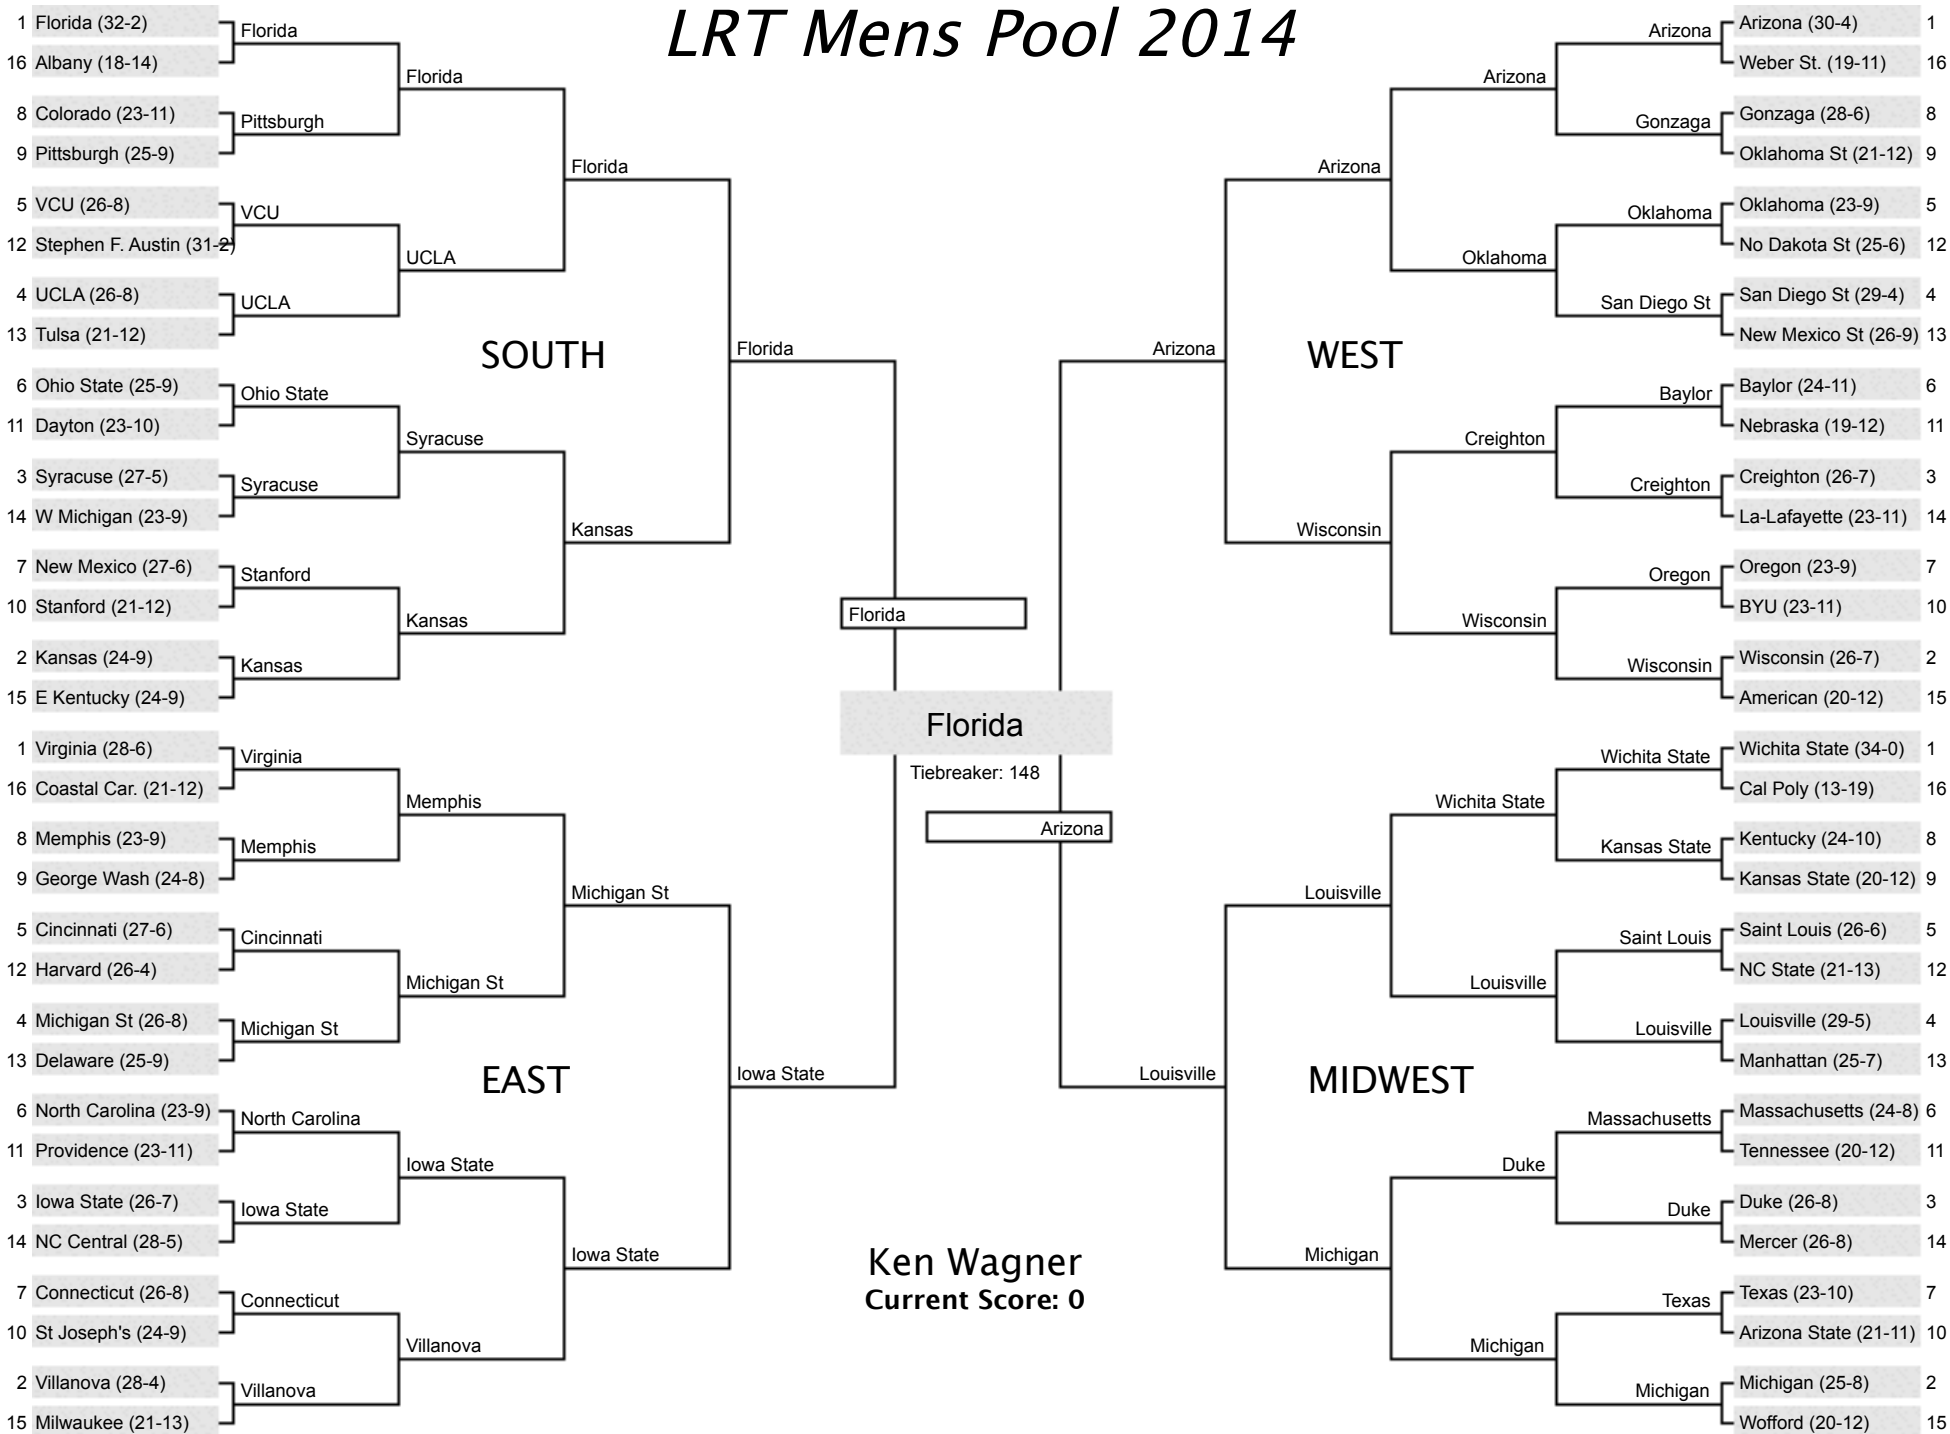 LRT Mens Pool 2014
1 Florida (32-2)
Florida
16 Albany (18-14)
Florida
8 Colorado (23-11)
Pittsburgh
9 Pittsburgh (25-9)
Florida
5 VCU (26-8)
VCU
12 Stephen F. Austin (31-2)
UCLA
4 UCLA (26-8)
UCLA
13 Tulsa (21-12)
SOUTH
Florida
6 Ohio State (25-9)
Ohio State
11 Dayton (23-10)
Syracuse
3 Syracuse (27-5)
Syracuse
14 W Michigan (23-9)
Kansas
7 New Mexico (27-6)
Stanford
10 Stanford (21-12)
Kansas
2 Kansas (24-9)
Kansas
15 E Kentucky (24-9)
1 Virginia (28-6)
Virginia
16 Coastal Car. (21-12)
Memphis
8 Memphis (23-9)
Memphis
9 George Wash (24-8)
Michigan St
5 Cincinnati (27-6)
Cincinnati
12 Harvard (26-4)
Michigan St
4 Michigan St (26-8)
Michigan St
13 Delaware (25-9)
EAST
Iowa State
6 North Carolina (23-9)
North Carolina
11 Providence (23-11)
Iowa State
3 Iowa State (26-7)
Iowa State
14 NC Central (28-5)
Iowa State
7 Connecticut (26-8)
Connecticut
10 St Joseph's (24-9)
Villanova
2 Villanova (28-4)
Villanova
15 Milwaukee (21-13)
Florida
Florida
Tiebreaker: 148
Arizona
Ken Wagner
Current Score: 0
Arizona (30-4) 1
Arizona
Weber St. (19-11) 16
Arizona
Gonzaga (28-6) 8
Gonzaga
Oklahoma St (21-12) 9
Arizona
Oklahoma (23-9) 5
Oklahoma
No Dakota St (25-6) 12
Oklahoma
San Diego St (29-4) 4
San Diego St
New Mexico St (26-9) 13
Arizona
WEST
Baylor (24-11) 6
Baylor
Nebraska (19-12) 11
Creighton
Creighton (26-7) 3
Creighton
La-Lafayette (23-11) 14
Wisconsin
Oregon (23-9) 7
Oregon
BYU (23-11) 10
Wisconsin
Wisconsin (26-7) 2
Wisconsin
American (20-12) 15
Wichita State (34-0) 1
Wichita State
Cal Poly (13-19) 16
Wichita State
Kentucky (24-10) 8
Kansas State
Kansas State (20-12) 9
Louisville
Saint Louis (26-6) 5
Saint Louis
NC State (21-13) 12
Louisville
Louisville (29-5) 4
Louisville
Manhattan (25-7) 13
Louisville
MIDWEST
Massachusetts (24-8) 6
Massachusetts
Tennessee (20-12) 11
Duke
Duke (26-8) 3
Duke
Mercer (26-8) 14
Michigan
Texas (23-10) 7
Texas
Arizona State (21-11) 10
Michigan
Michigan (25-8) 2
Michigan
Wofford (20-12) 15